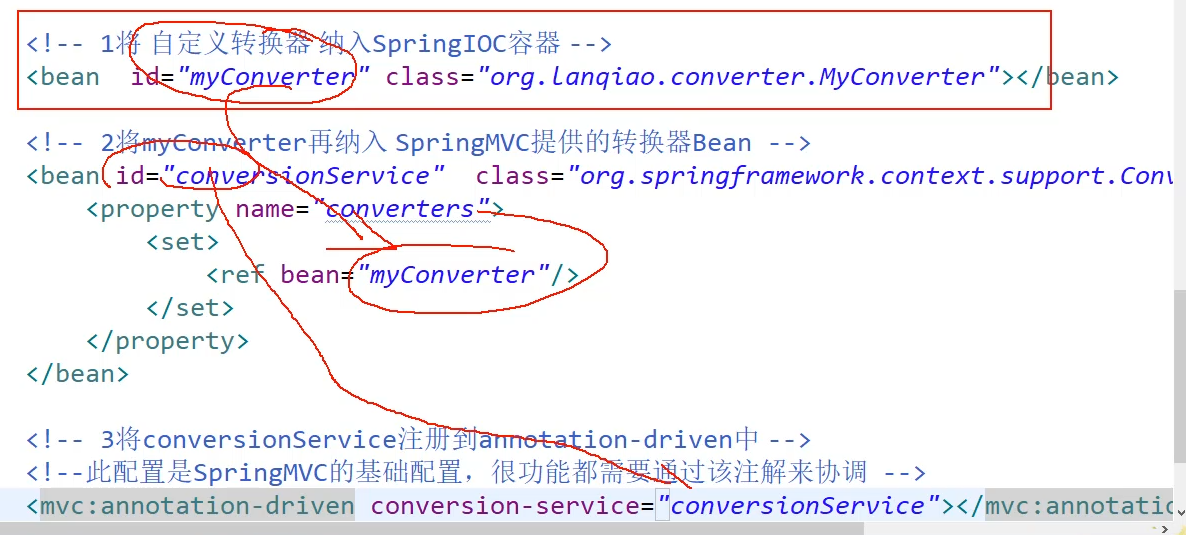 <!-- 1将 自定义转换器 纳入SpringIOC容器 -->
<bean  id="myConverter" class="org.lanqiao.converter.MyConverter"></bean>
<!-- 2将myConverter再纳入 SpringMVC提供的转换器Bean -->
<bean id="conversionService"  class="org.springframework.context.support.Conv
<property name="converters">
<set>
<ref bean="myConverter"/>
</set>
</property>
</bean>
<!-- 3将conversionService注册到annotation-driven中 -->
<!--此配置是SpringMVC的基础配置，很功能都需要通过该注解来协调 -->
<mvc:annotation-driven conversion-service="conversionService"></mvc:annotatio